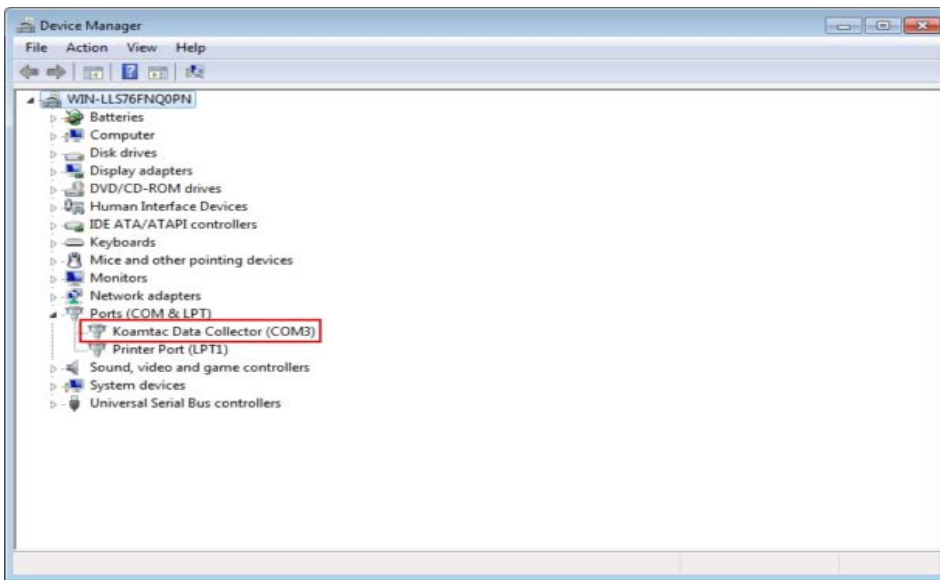 Device Manager
File Action View Help
WIN-LLS76FNQ0PN
Batteries
Computer
Disk drives
Display adapters
DVD/CD-ROM drives
Human Interface Devices
IDE ATA/ATAPI controllers
Keyboards
Mice and other pointing devices
Monitors
Network adapters
Ports (COM & LPT)
Koamtac Data Collector (COM3)
Printer Port (LPT1)
Sound, video and game controllers
System devices
Universal Serial Bus controllers